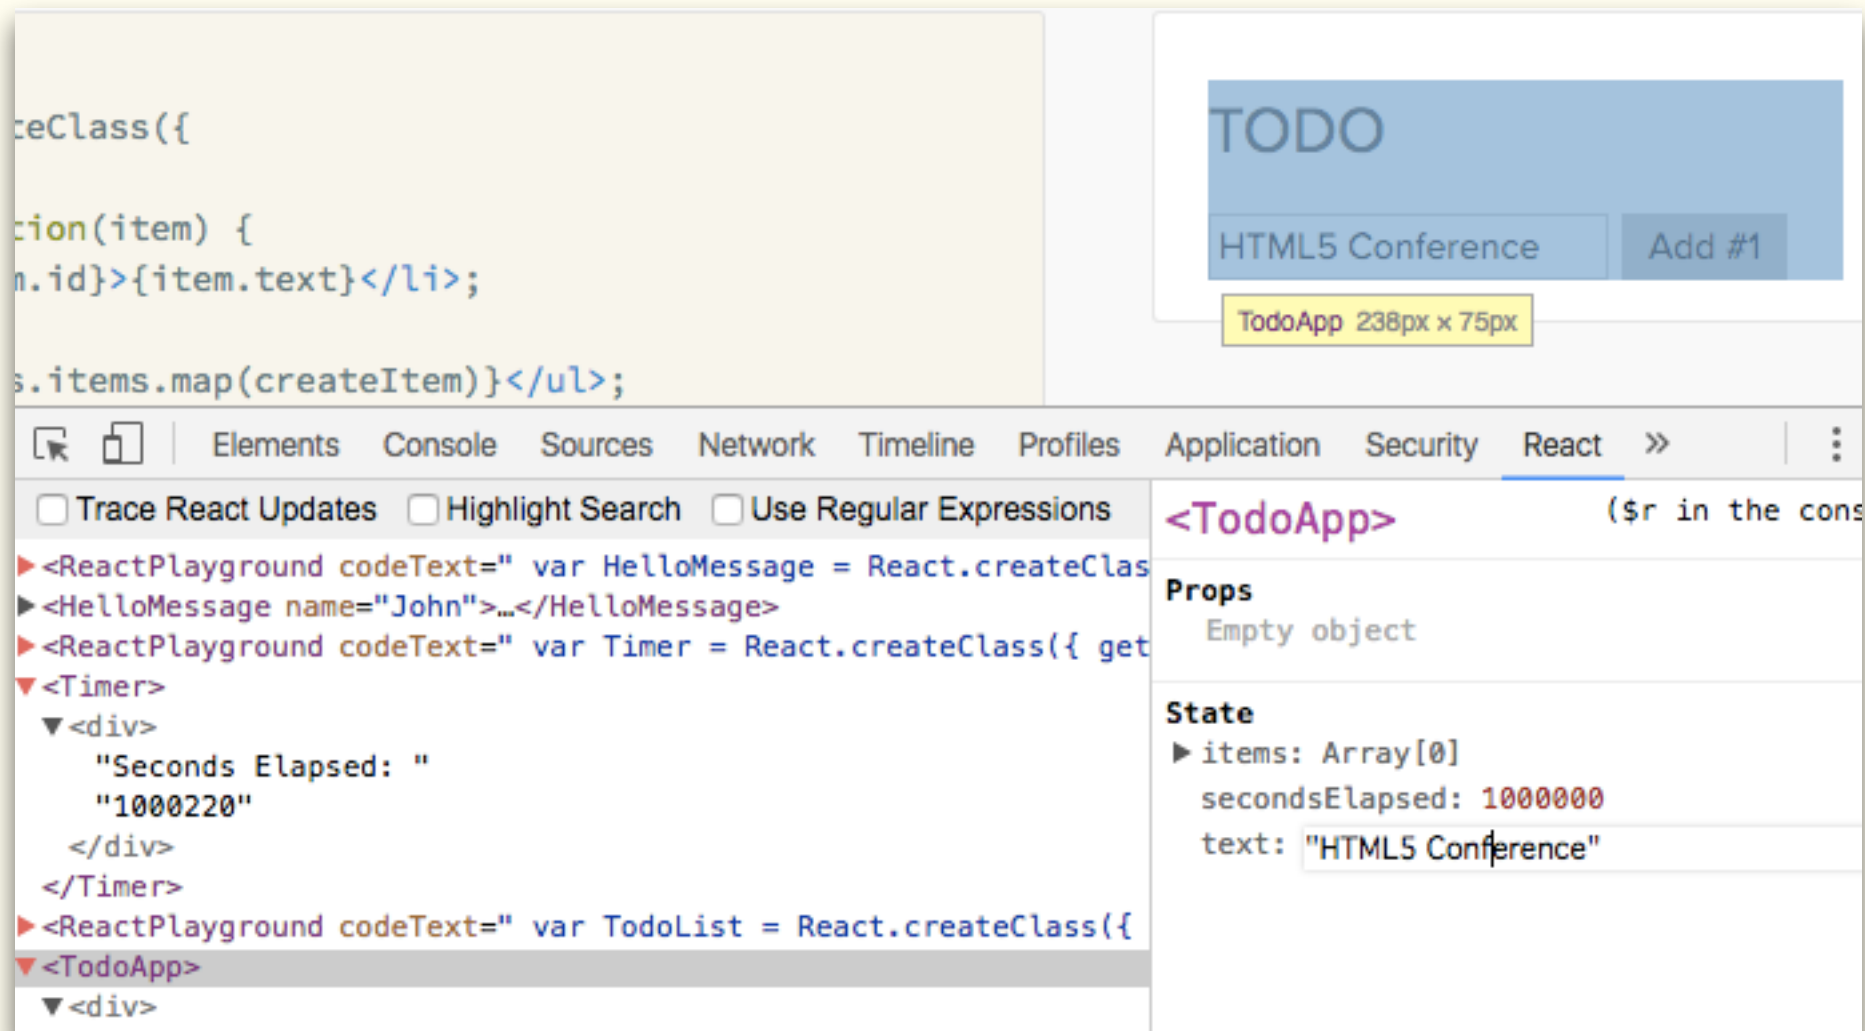 teClass({
tion(item) {
m.id}>{item.text}</li>;
s.items.map(createItem)}</ul>;
TODO
HTML5 Conference Add #1
TodoApp 238px × 75px
Elements Console Sources Network Timeline Profiles Application Security React »
Trace React Updates Highlight Search Use Regular Expressions
<ReactPlayground codeText=" var HelloMessage = React.createClas
<HelloMessage name="John">…</HelloMessage>
<ReactPlayground codeText=" var Timer = React.createClass({ get
<Timer>
<div>
"Seconds Elapsed: "
"1000220"
</div>
</Timer>
<ReactPlayground codeText=" var TodoList = React.createClass({
<TodoApp>
<div>
<TodoApp> ($r in the cons
Props
Empty object
State
items: Array[0]
secondsElapsed: 1000000
text: "HTML5 Conference"